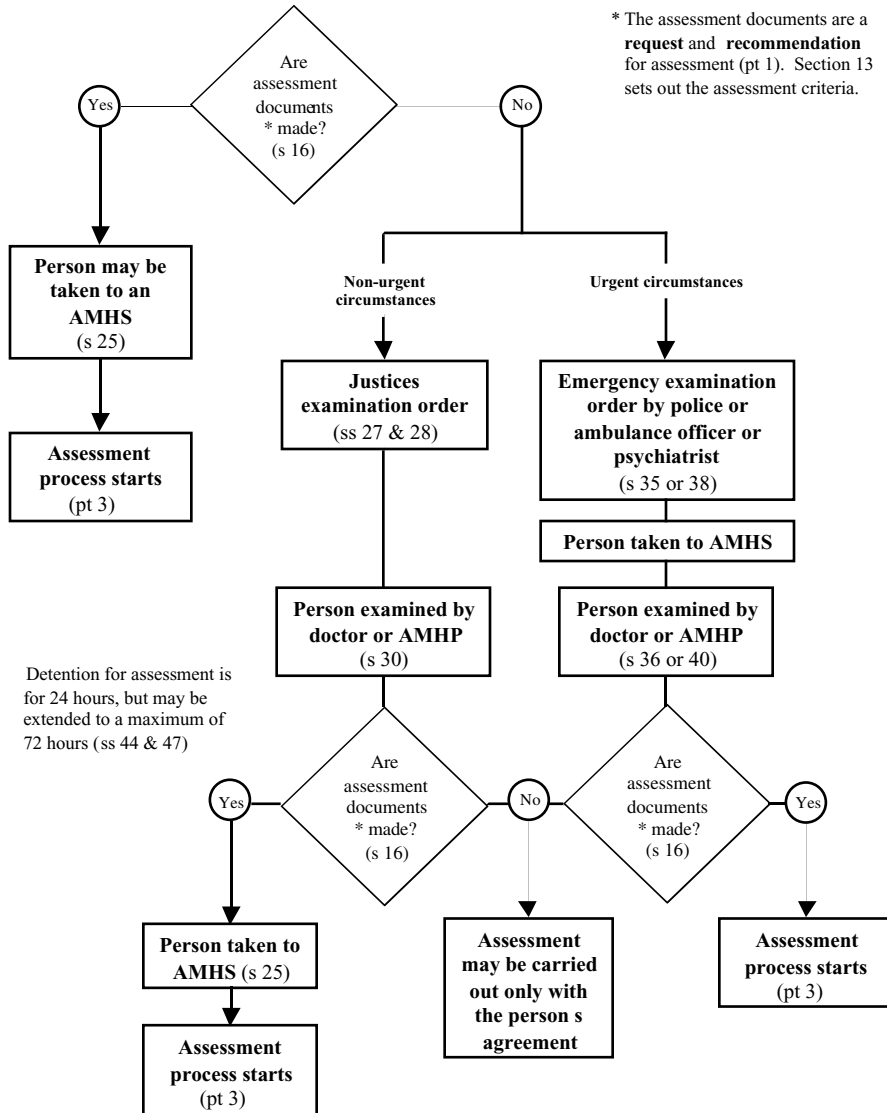 * The assessment documents are a
request and recommendation
for assessment (pt 1). Section 13
sets out the assessment criteria.
Are
assessment
documents
* made?
(s 16)
Yes
No
Person may be
taken to an
AMHS
(s 25)
Non-urgent
circumstances
Urgent circumstances
Justices
examination order
(ss 27 & 28)
Emergency examination
order by police or
ambulance officer or
psychiatrist
(s 35 or 38)
Assessment
process starts
(pt 3)
Person taken to AMHS
Person examined by
doctor or AMHP
(s 30)
Person examined by
doctor or AMHP
(s 36 or 40)
Detention for assessment is
for 24 hours, but may be
extended to a maximum of
72 hours (ss 44 & 47)
Yes
Are
assessment
documents
* made?
(s 16)
No
Are
assessment
documents
* made?
(s 16)
Yes
Person taken to
AMHS (s 25)
Assessment
may be carried
out only with
the person s
agreement
Assessment
process starts
(pt 3)
Assessment
process starts
(pt 3)